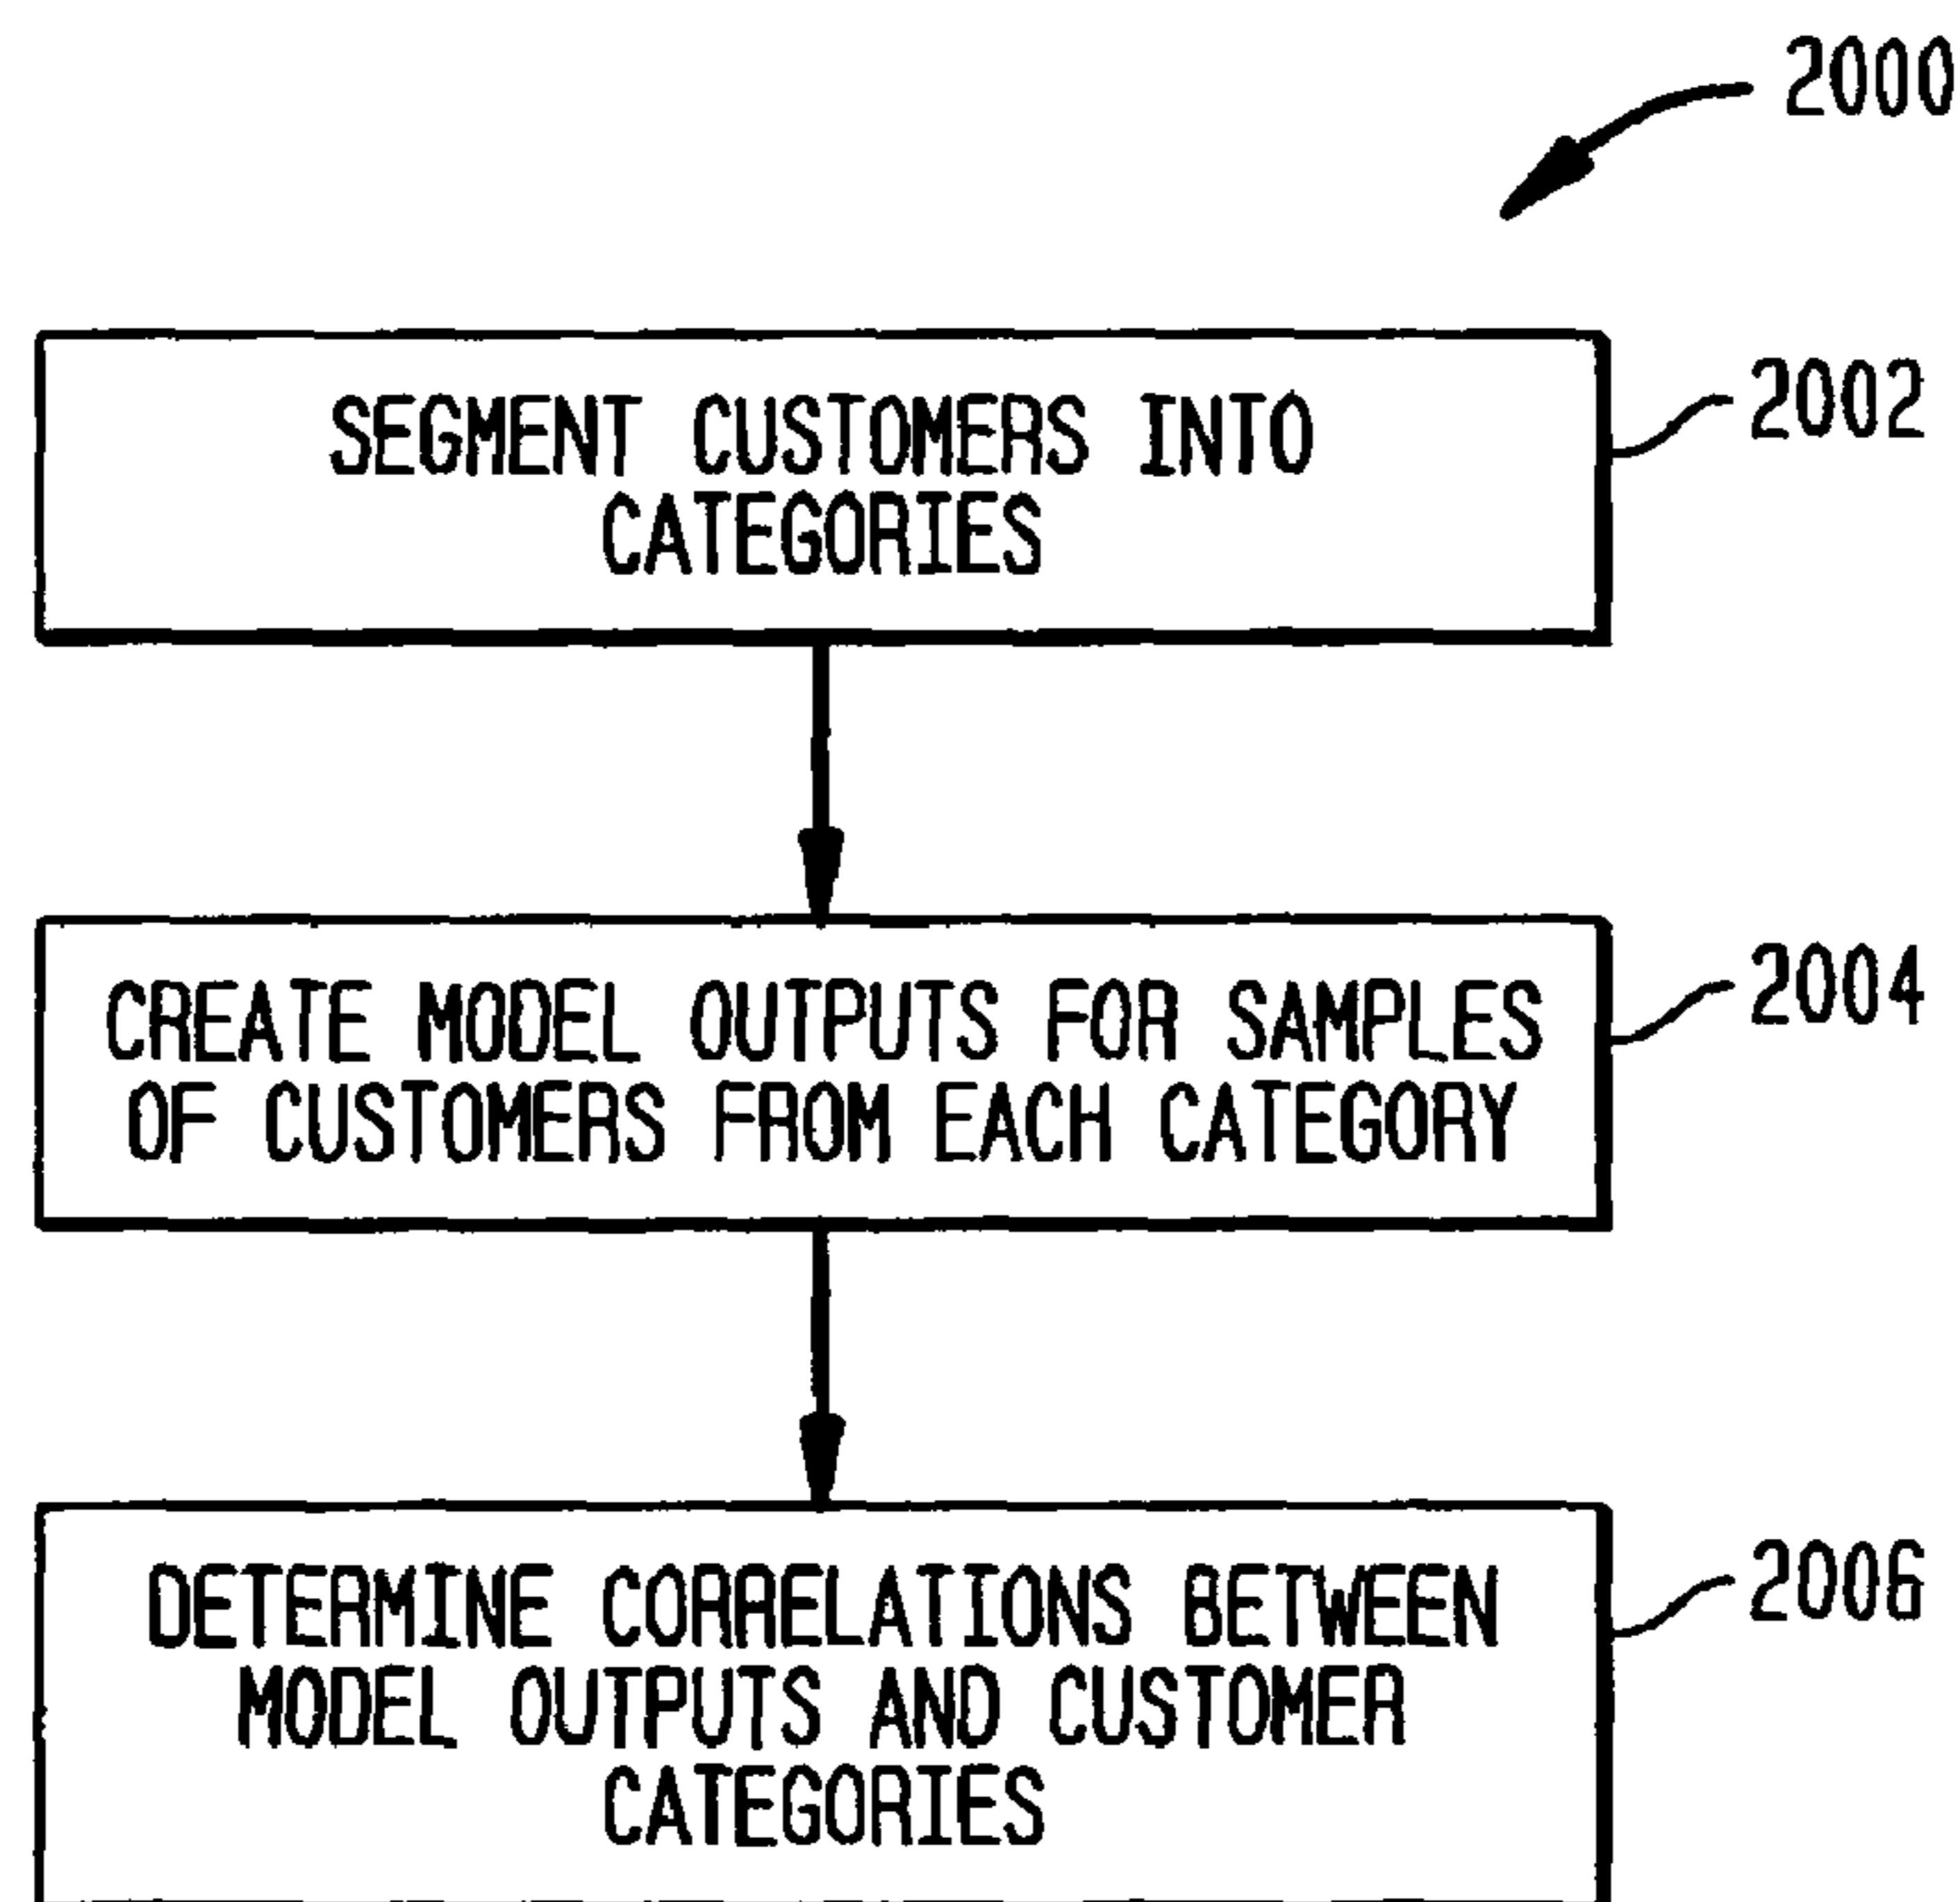 2000
SEGMENT CUSTOMERS INTO
CATEGORIES
2002
CREATE MODEL OUTPUTS FOR SAMPLES
OF CUSTOMERS FROM EACH CATEGORY
2004
DETERMINE CORRELATIONS BETWEEN
MODEL OUTPUTS AND CUSTOMER
CATEGORIES
2006